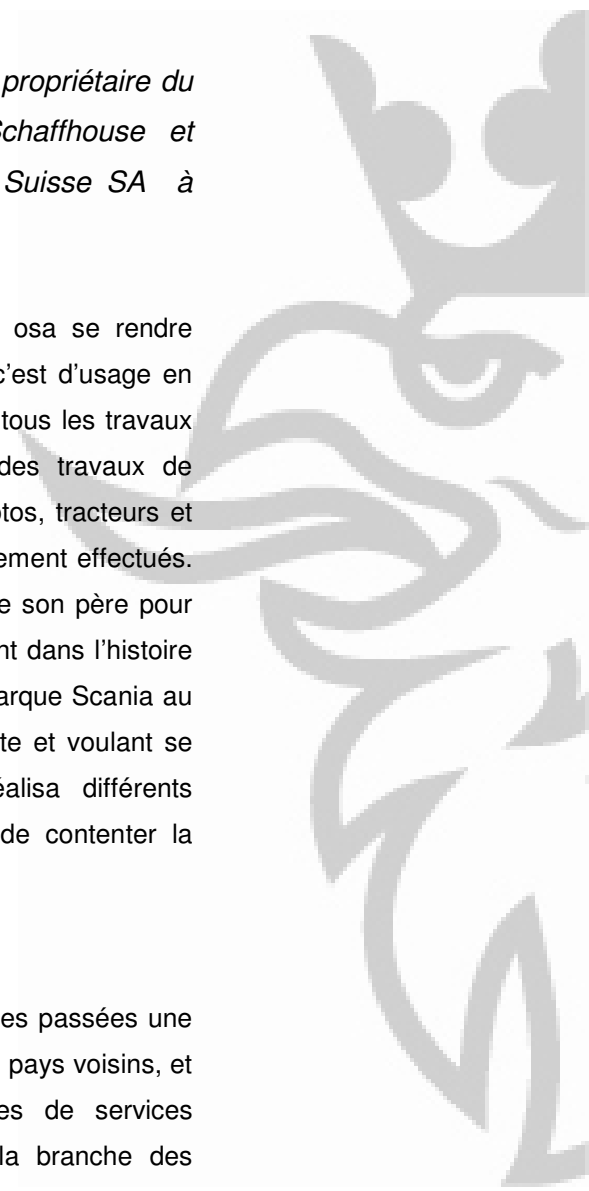 propriétaire du
Schaffhouse et
Suisse SA à
osa se rendre
c'est d'usage en
tous les travaux
des travaux de
tos, tracteurs et
ement effectués.
e son père pour
nt dans l'histoire
arque Scania au
te et voulant se
éalisa différents
de contenter la
es passées une
pays voisins, et
es de services
la branche des